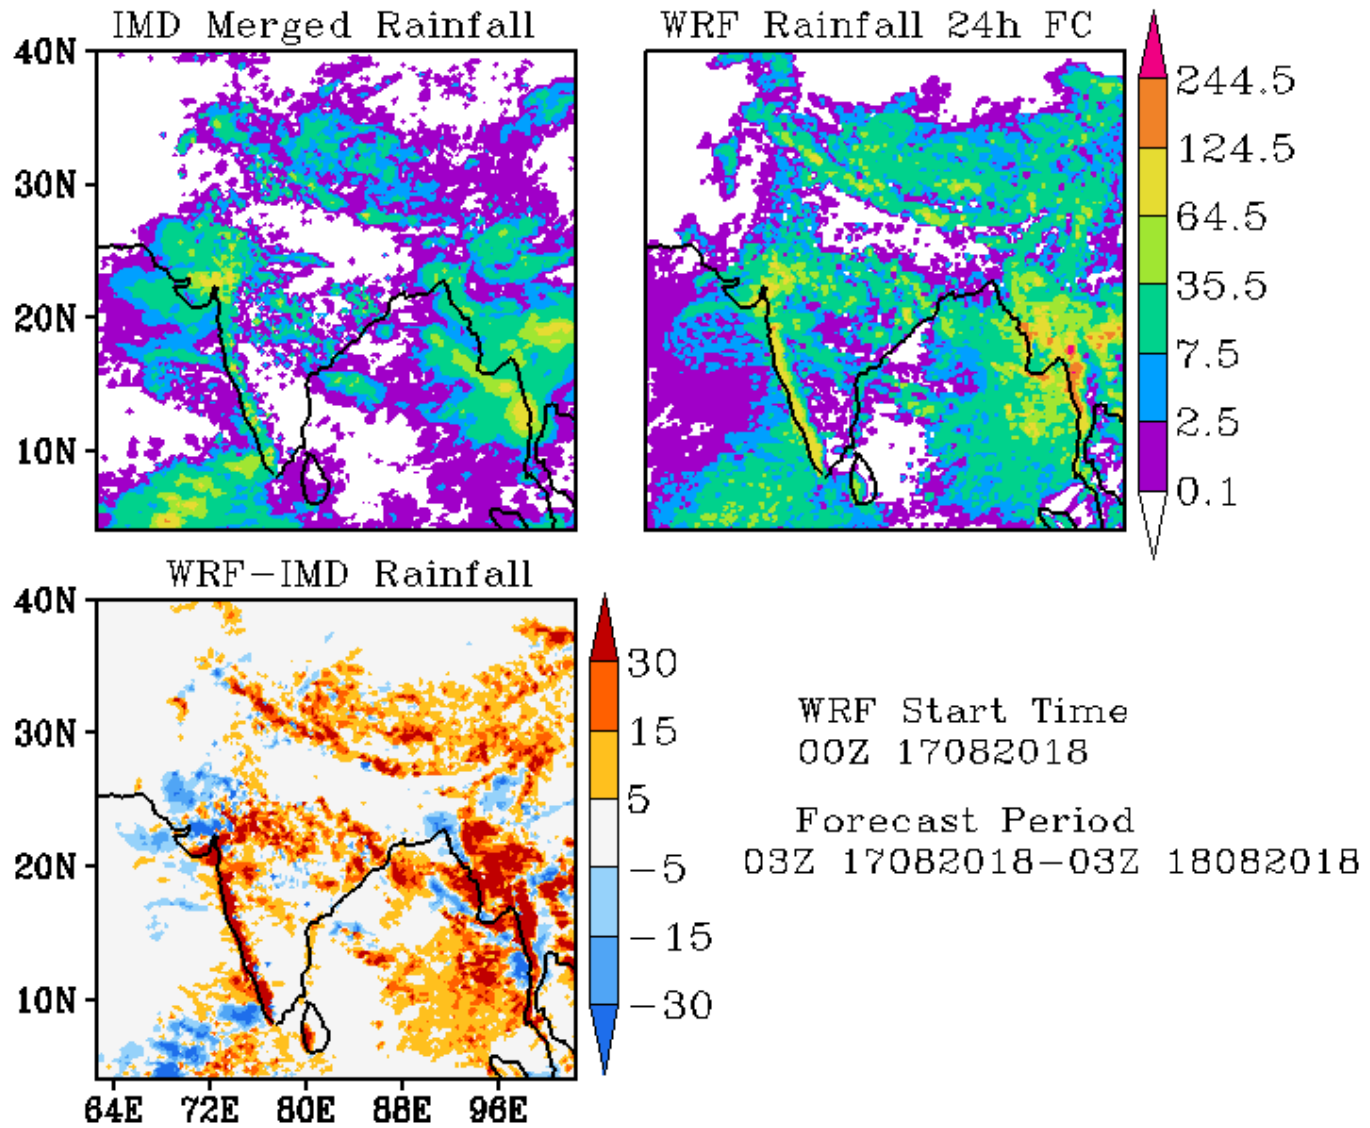 IMD Merged Rainfall
WRF Rainfall 24h FC
40N
30N
20N
10N
244.5
124.5
64.5
35.5
7.5
2.5
0.1
WRF-IMD Rainfall
40N
30N
20N
10N
64E 72E 80E 88E 96E
30
15
5
-5
-15
-30
WRF Start Time
00Z 17082018
Forecast Period
03Z 17082018-03Z 18082018